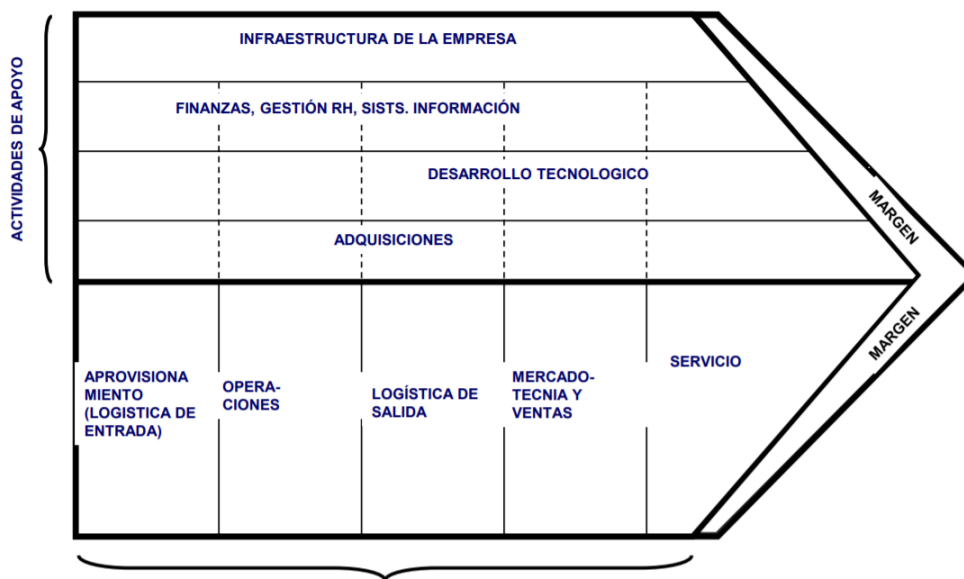 ACTIVIDADES DE APOYO
INFRAESTRUCTURA DE LA EMPRESA
FINANZAS, GESTIÓN RH, SISTS. INFORMACIÓN
DESARROLLO TECNOLOGICO
ADQUISICIONES
MARGEN
MARGEN
APROVISIONA
MIENTO
(LOGISTICA DE
ENTRADA)
OPERA-
CIONES
LOGÍSTICA DE
SALIDA
MERCADO-
TECNIA Y
VENTAS
SERVICIO